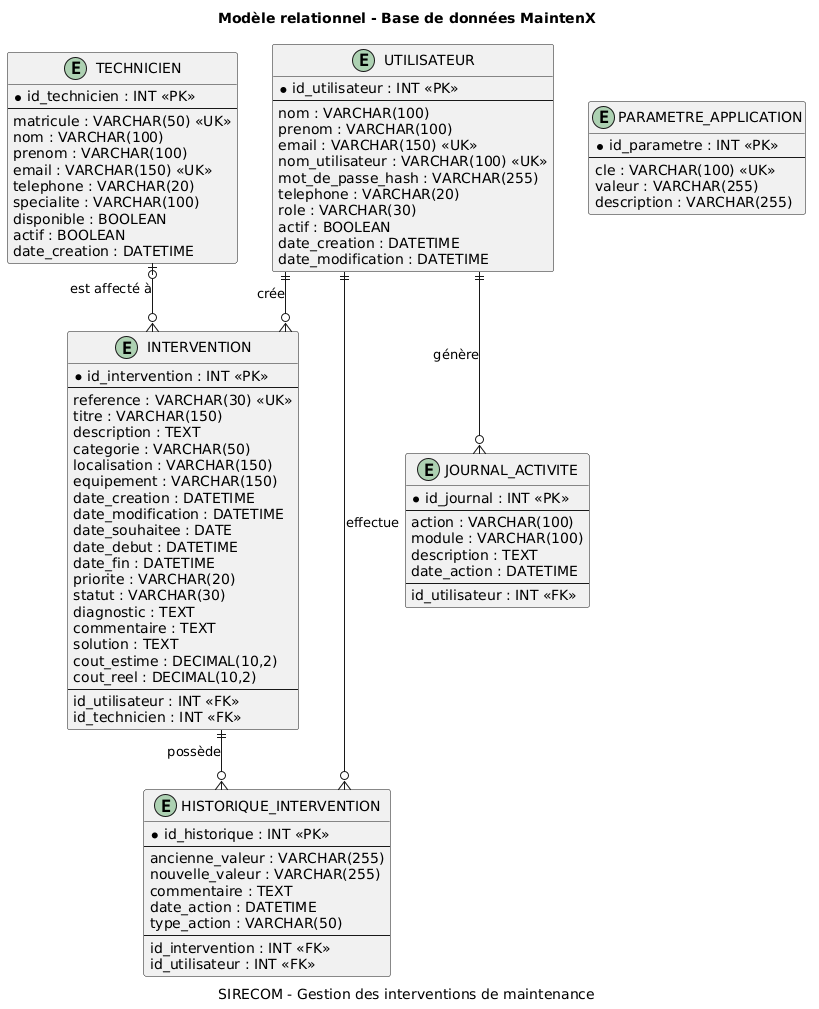 Modèle relationnel - Base de données MaintenX
E TECHNICIEN
id_technicien : INT «PK»
matricule : VARCHAR(50) «UK»
nom : VARCHAR(100)
prenom : VARCHAR(100)
email : VARCHAR(150) «UK»
telephone : VARCHAR(20)
specialite : VARCHAR(100)
disponible : BOOLEAN
actif : BOOLEAN
date_creation : DATETIME
E UTILISATEUR
id_utilisateur : INT «PK»
nom : VARCHAR(100)
prenom : VARCHAR(100)
email : VARCHAR(150) «UK»
nom_utilisateur : VARCHAR(100) «UK»
mot_de_passe_hash : VARCHAR(255)
telephone : VARCHAR(20)
role : VARCHAR(30)
actif : BOOLEAN
date_creation : DATETIME
date_modification : DATETIME
E PARAMETRE_APPLICATION
id_parametre : INT «PK»
cle : VARCHAR(100) «UK»
valeur : VARCHAR(255)
description : VARCHAR(255)
est affecté à
crée
génère
E INTERVENTION
id_intervention : INT «PK»
reference : VARCHAR(30) «UK»
titre : VARCHAR(150)
description : TEXT
categorie : VARCHAR(50)
localisation : VARCHAR(150)
equipement : VARCHAR(150)
date_creation : DATETIME
date_modification : DATETIME
date_souhaitee : DATE
date_debut : DATETIME
date_fin : DATETIME
priorite : VARCHAR(20)
statut : VARCHAR(30)
diagnostic : TEXT
commentaire : TEXT
solution : TEXT
cout_estime : DECIMAL(10,2)
cout_reel : DECIMAL(10,2)
id_utilisateur : INT «FK»
id_technicien : INT «FK»
effectue
E JOURNAL_ACTIVITE
id_journal : INT «PK»
action : VARCHAR(100)
module : VARCHAR(100)
description : TEXT
date_action : DATETIME
id_utilisateur : INT «FK»
possède
E HISTORIQUE_INTERVENTION
id_historique : INT «PK»
ancienne_valeur : VARCHAR(255)
nouvelle_valeur : VARCHAR(255)
commentaire : TEXT
date_action : DATETIME
type_action : VARCHAR(50)
id_intervention : INT «FK»
id_utilisateur : INT «FK»
SIRECOM - Gestion des interventions de maintenance